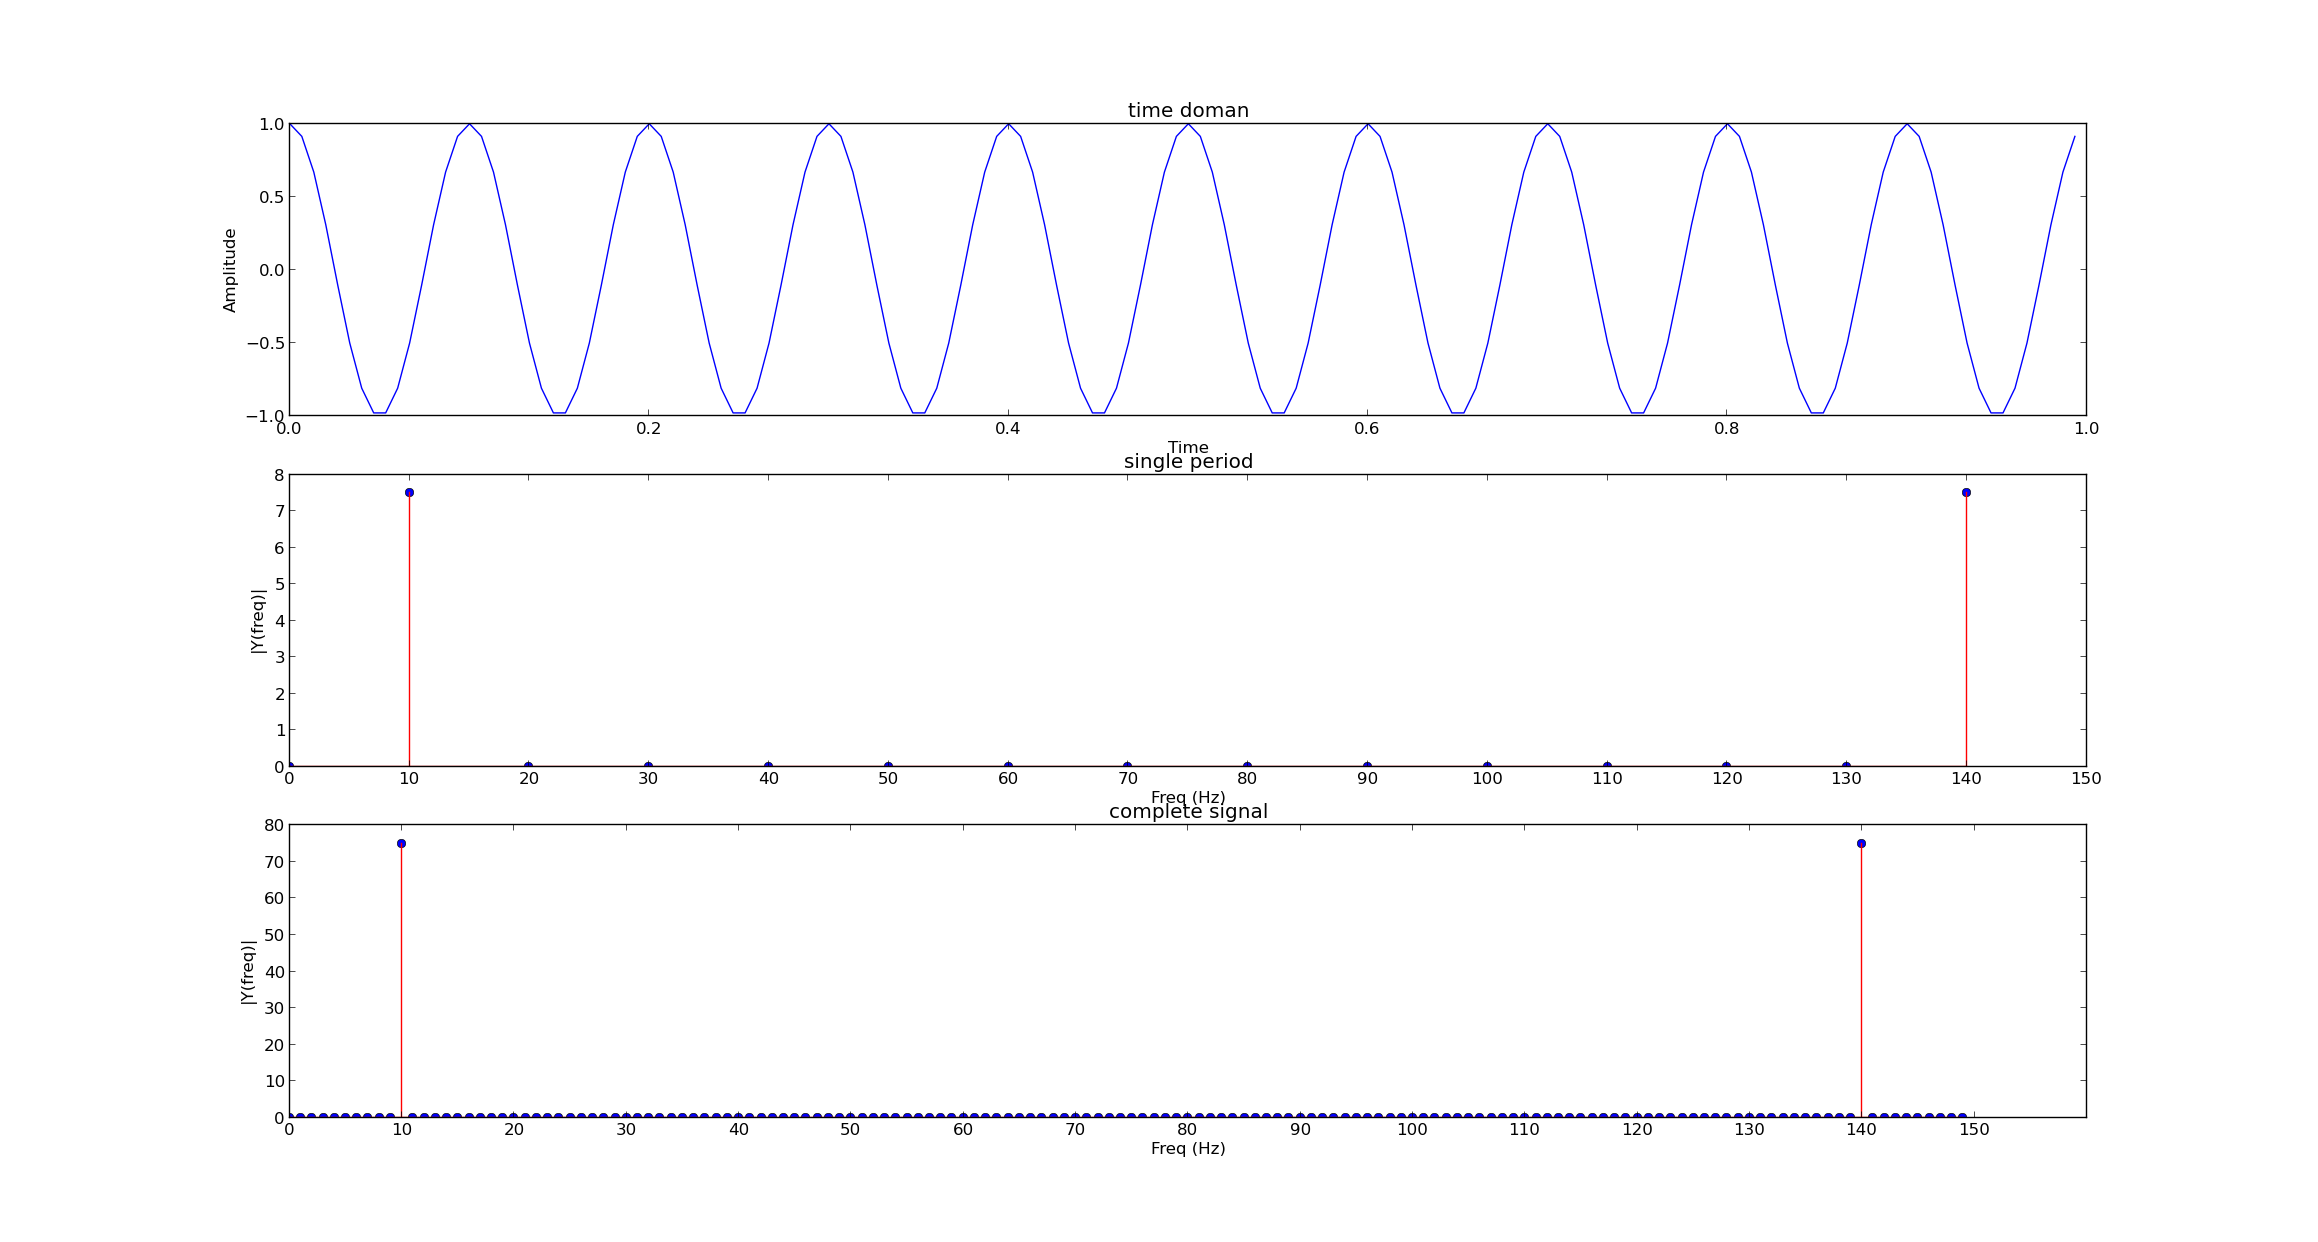 time doman
1.0
0.5
0.0
−0.5
−1.0
Amplitude
0.0 0.2 0.4 0.6 0.8 1.0
Time
single period
8
7
6
5
4
3
2
1
0
|Y(freq)|
0 10 20 30 40 50 60 70 80 90 100 110 120 130 140 150
Freq (Hz)
complete signal
80
70
60
50
40
30
20
10
0
|Y(freq)|
0 10 20 30 40 50 60 70 80 90 100 110 120 130 140 150
Freq (Hz)